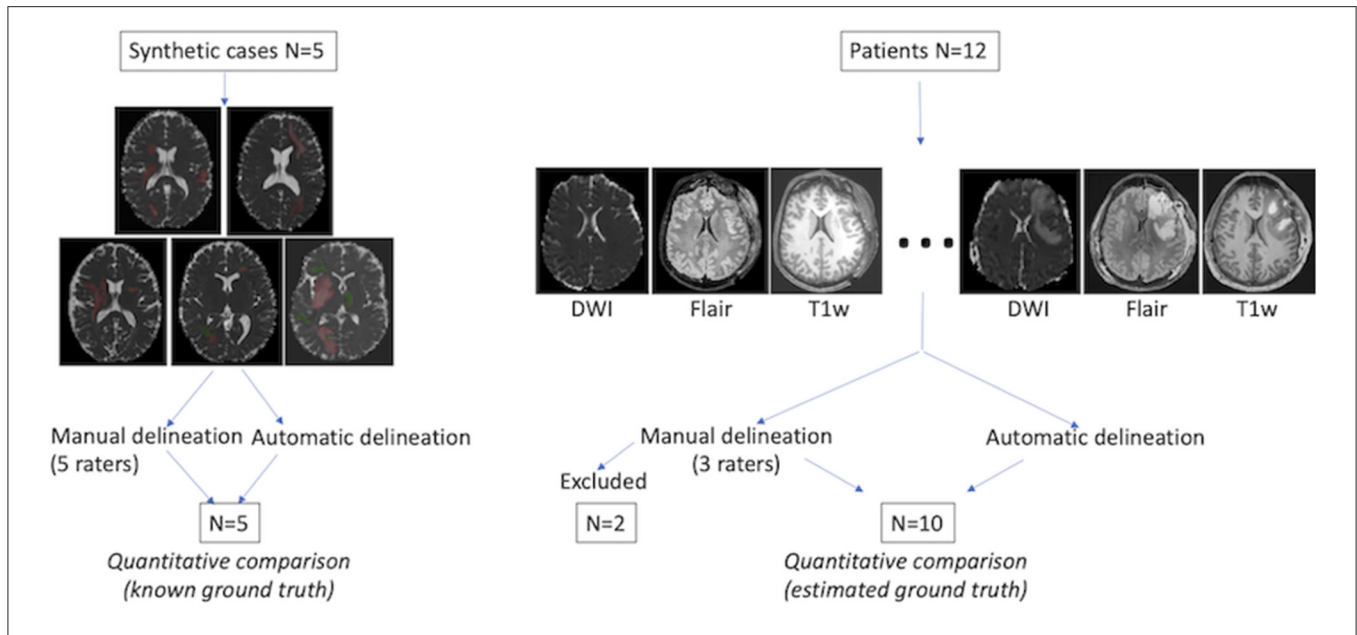 Synthetic cases N=5
Manual delineation
(5 raters)
Automatic delineation
N=5
Quantitative comparison
(known ground truth)
Patients N=12
DWI
Flair
T1w
DWI
Flair
T1w
Manual delineation
(3 raters)
Automatic delineation
Excluded
N=2
N=10
Quantitative comparison
(estimated ground truth)